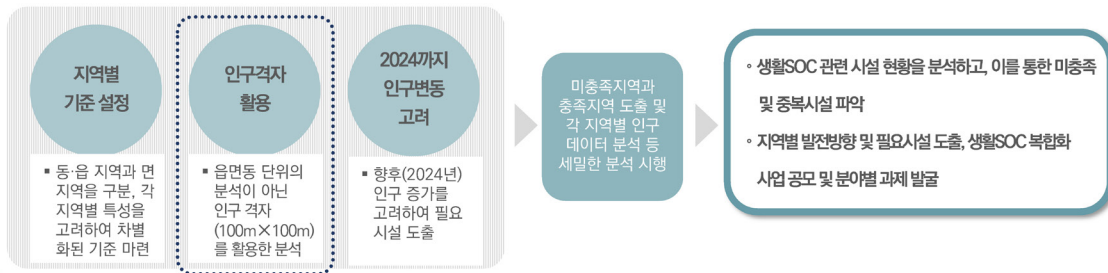 지역별
기준 설정
▪ 동·읍 지역과 면
지역을 구분, 각
지역별 특성을
고려하여 차별
화된 기준 마련
인구격자
활용
▪ 읍면동 단위의
분석이 아닌
인구 격자
(100m×100m)
를 활용한 분석
2024까지
인구변동
고려
▪ 향후(2024년)
인구 증가를
고려하여 필요
시설 도출
미충족지역과
충족지역 도출 및
각 지역별 인구
데이터 분석 등
세밀한 분석 시행
◦ 생활SOC 관련 시설 현황을 분석하고, 이를 통한 미충족
및 중복시설 파악
◦ 지역별 발전방향 및 필요시설 도출, 생활SOC 복합화
사업 공모 및 분야별 과제 발굴